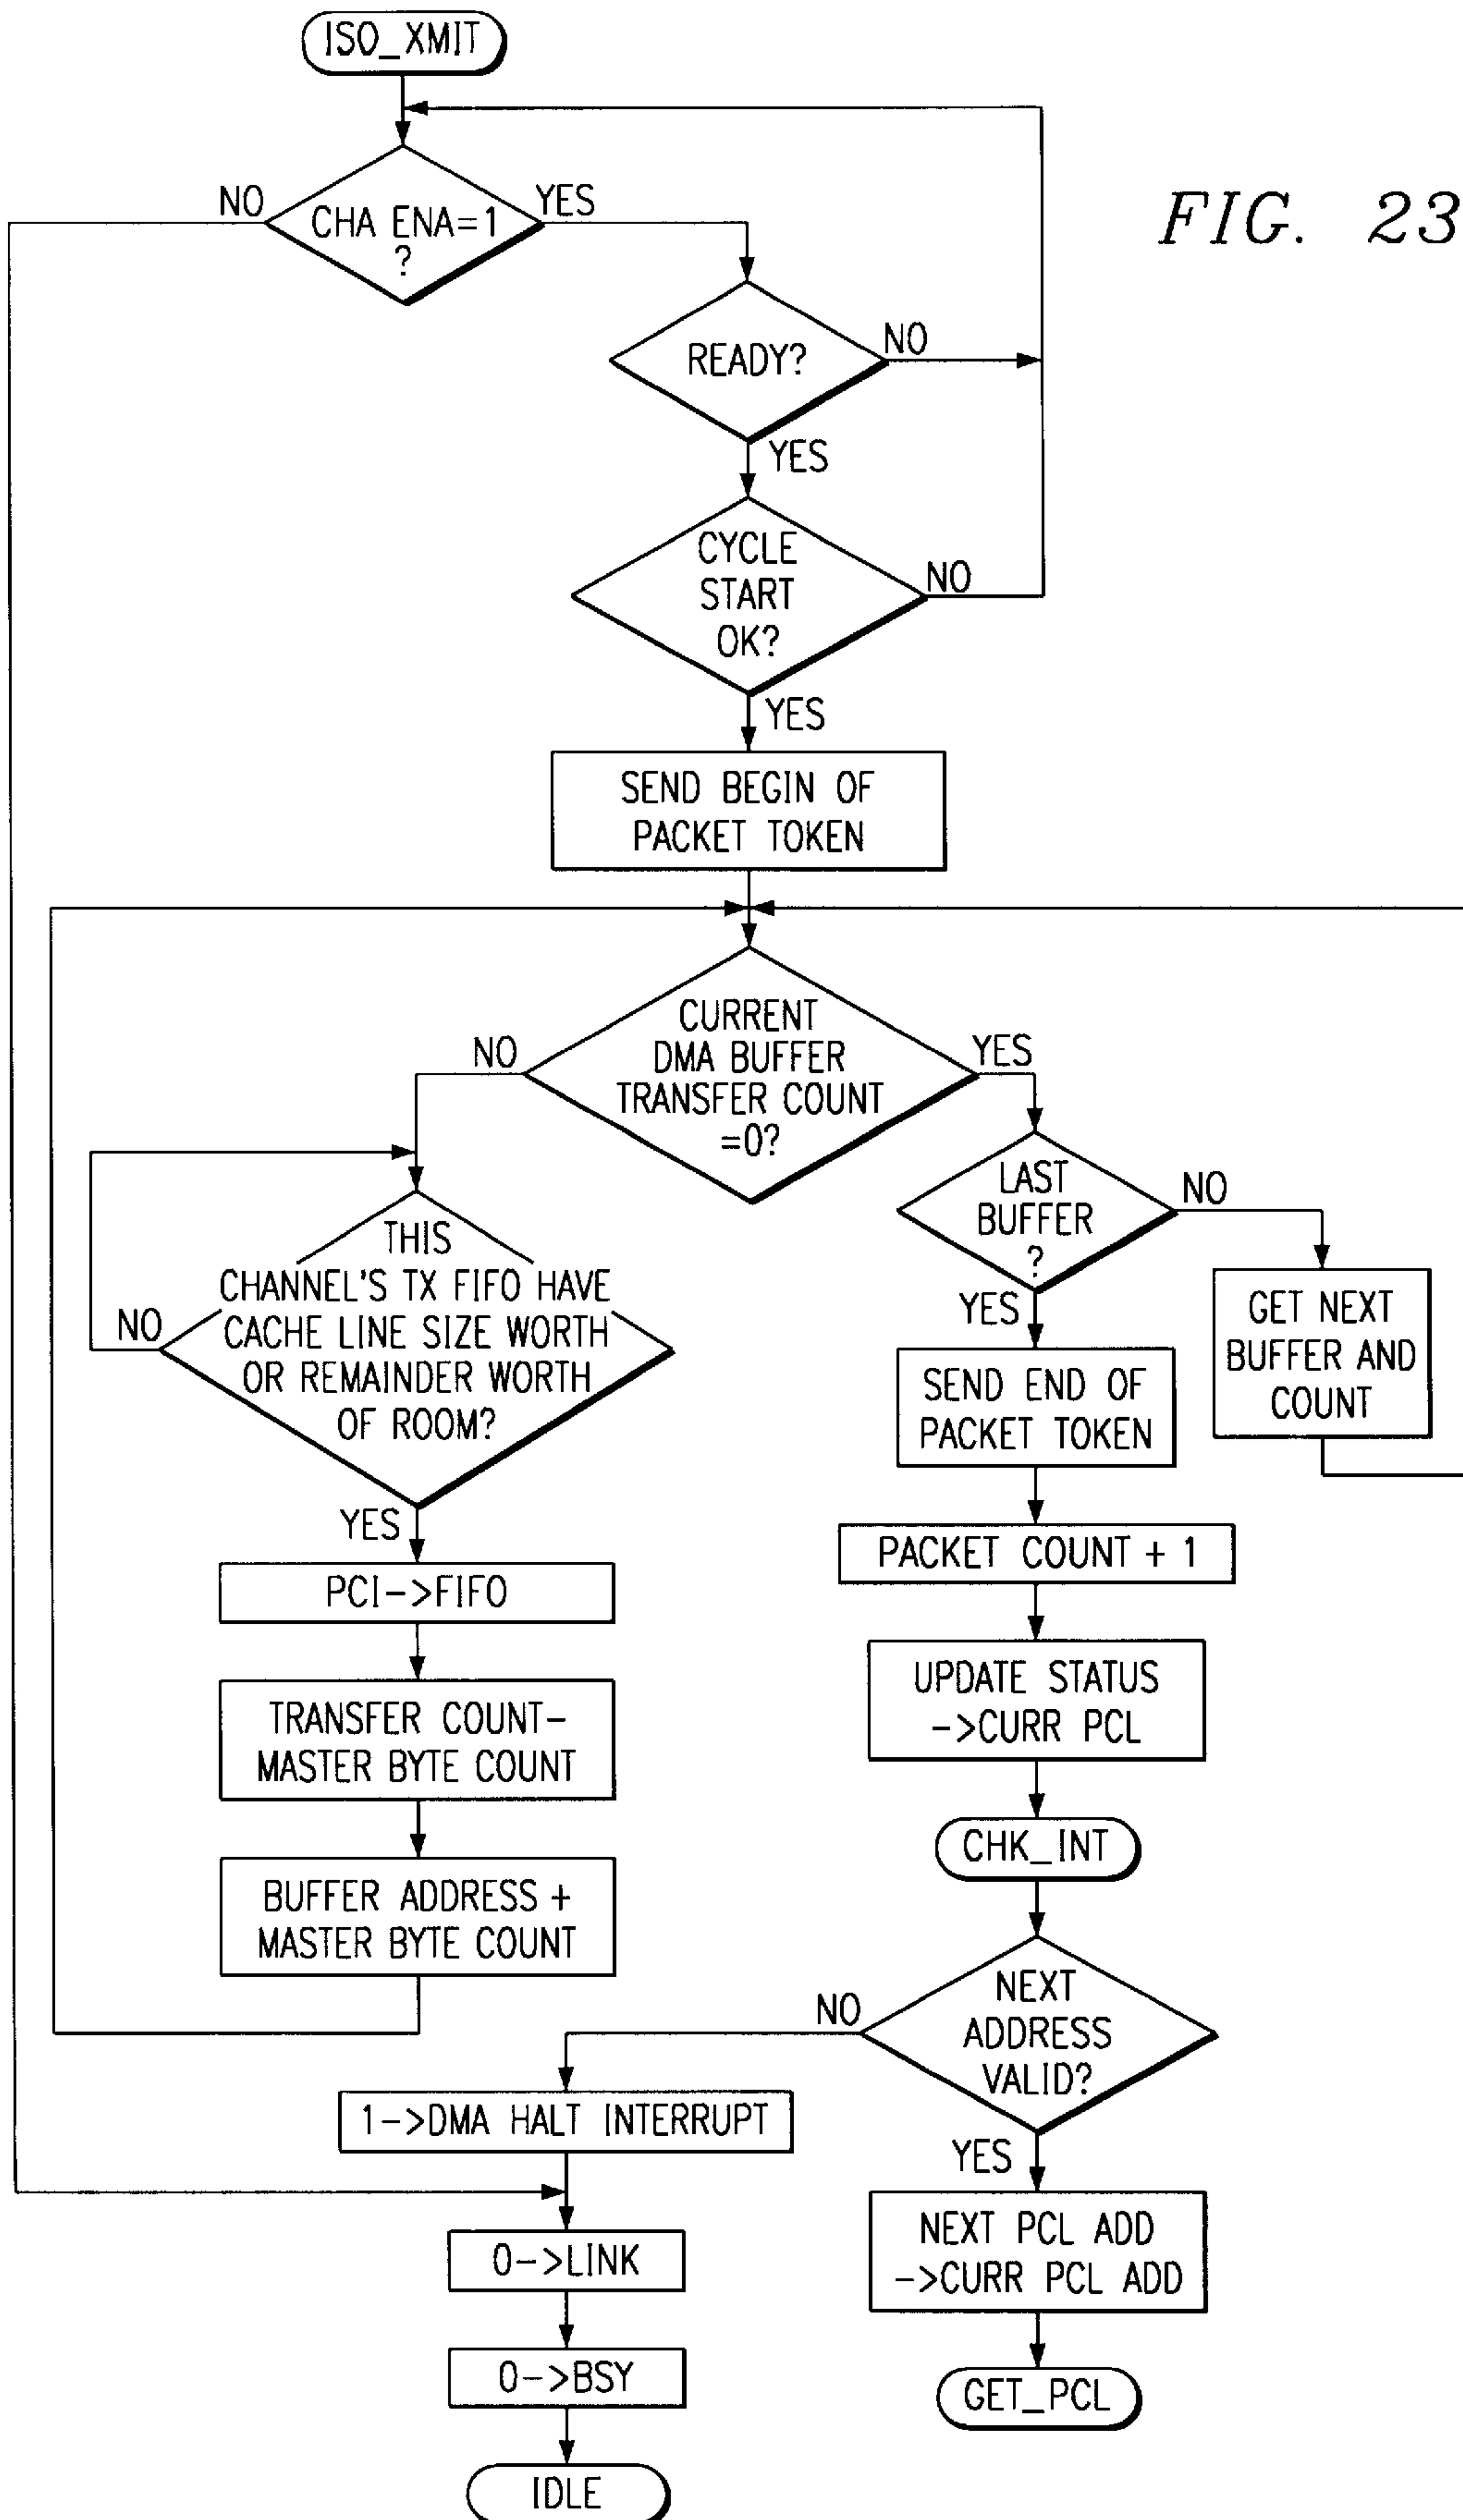 ISO_XMIT
FIG. 23
NO
YES
CHA ENA=1
?
READY?
NO
YES
CYCLE
START
OK?
NO
YES
SEND BEGIN OF
PACKET TOKEN
CURRENT
DMA BUFFER
TRANSFER COUNT
=0?
NO
YES
LAST
BUFFER
?
NO
YES
GET NEXT
BUFFER AND
COUNT
THIS
CHANNEL'S TX FIFO HAVE
CACHE LINE SIZE WORTH
OR REMAINDER WORTH
OF ROOM?
NO
YES
SEND END OF
PACKET TOKEN
PACKET COUNT + 1
PCI->FIFO
UPDATE STATUS
->CURR PCL
TRANSFER COUNT-
MASTER BYTE COUNT
CHK_INT
BUFFER ADDRESS +
MASTER BYTE COUNT
NEXT
ADDRESS
VALID?
NO
YES
1->DMA HALT INTERRUPT
NEXT PCL ADD
->CURR PCL ADD
0->LINK
0->BSY
GET_PCL
IDLE